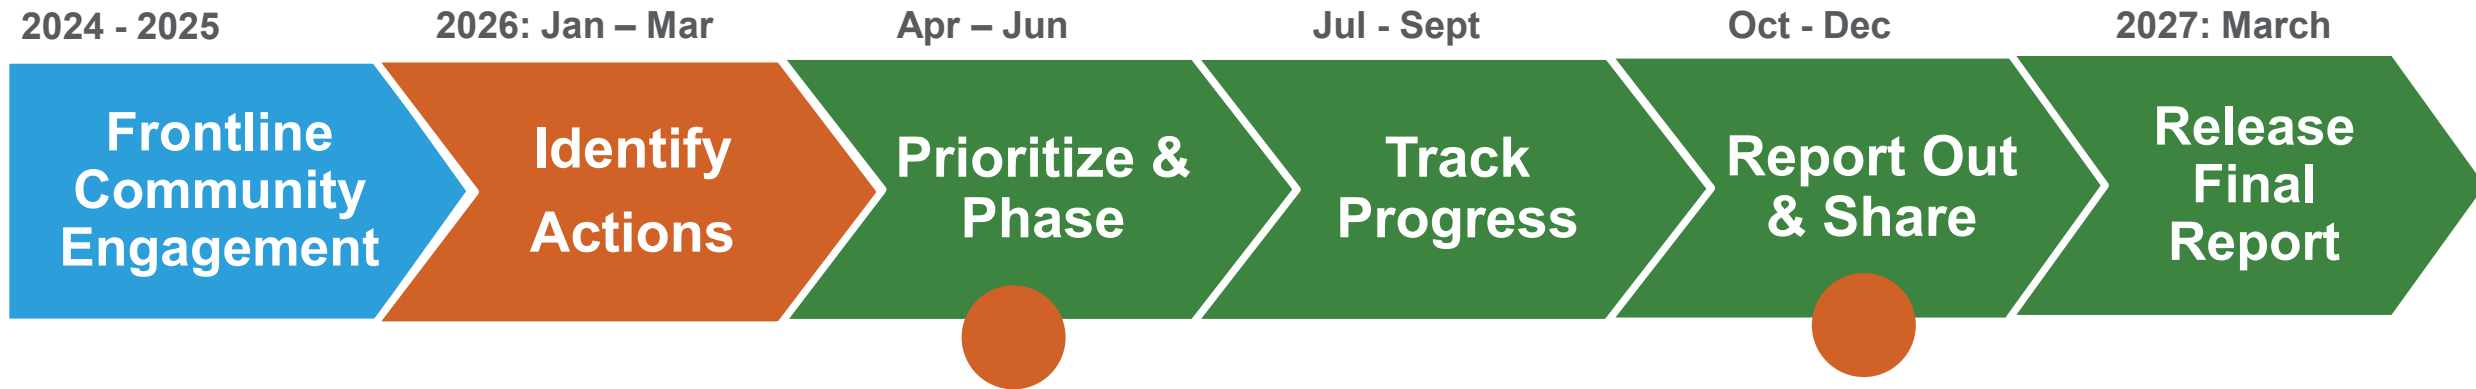 2024 - 2025
2026: Jan – Mar
Apr – Jun
Jul - Sept
Oct - Dec
2027: March
Frontline
Community
Engagement
Identify
Actions
Prioritize &
Phase
Track
Progress
Report Out
& Share
Release
Final
Report